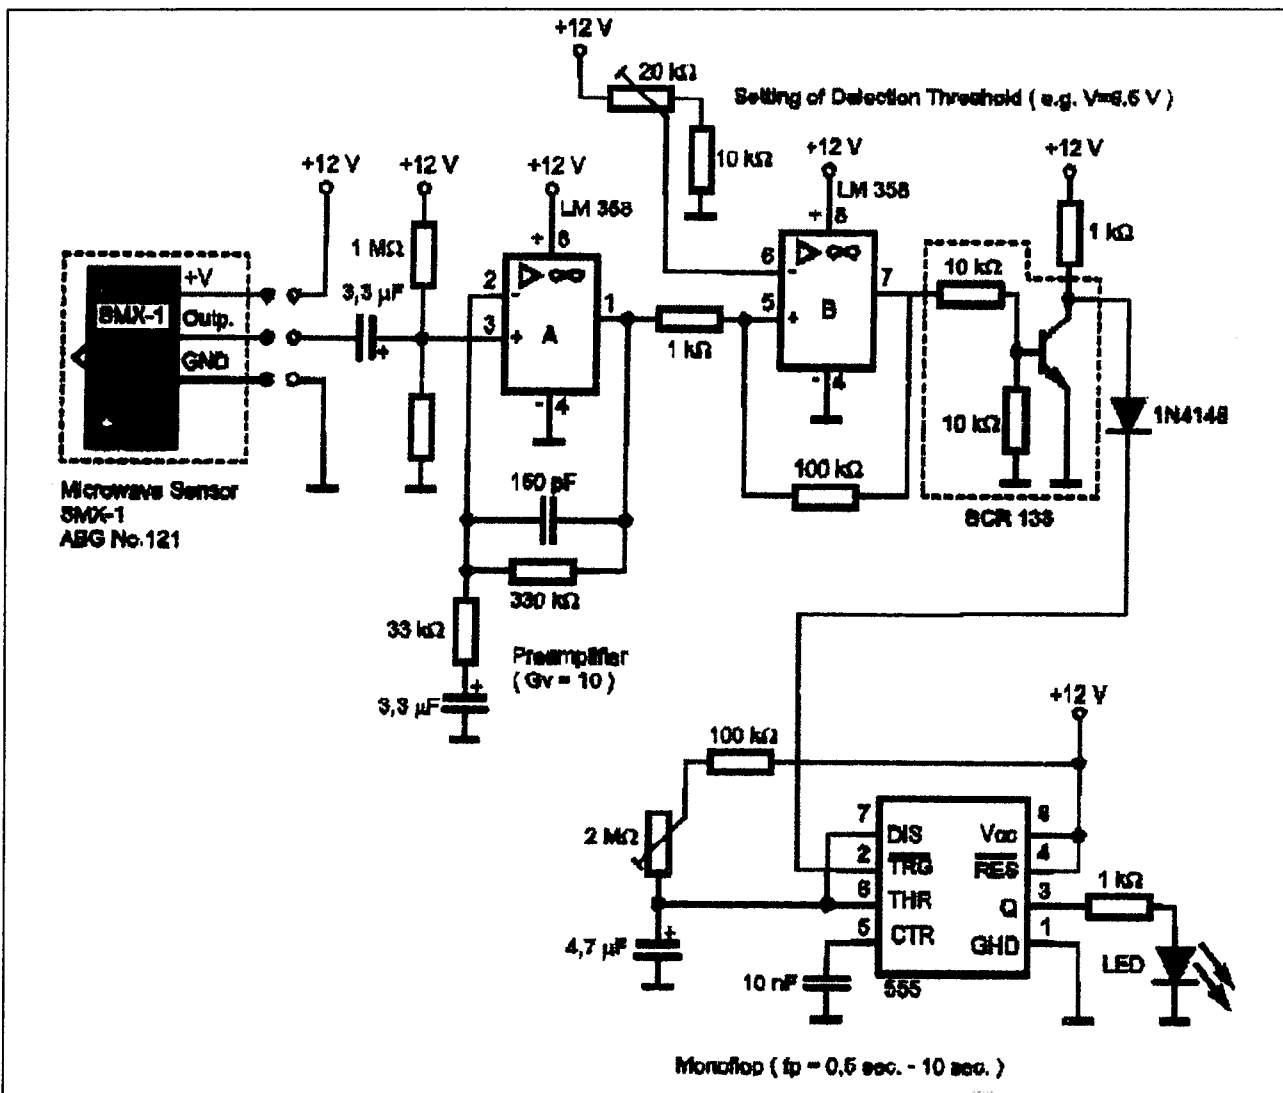 +12 V
20 kΩ
Setting of Detection Threshold ( e.g. V=6.5 V )
10 kΩ
+12 V
+12 V
+12 V
+12 V
+12 V
LM 358
LM 358
1 MΩ
1 kΩ
+V
SMX-1
Outp.
GND
3,3 µF
+
2
3
1
-
+
A
+
8
-
4
1 kΩ
6
5
7
-
+
B
+
8
-
4
10 kΩ
10 kΩ
1N4148
100 kΩ
BCR 133
Microwave Sensor
SMX-1
ABG No.121
150 pF
330 kΩ
33 kΩ
Preamplifier
( Gv = 10 )
3,3 µF
+
+12 V
100 kΩ
2 MΩ
7
2
6
5
DIS
TRG
THR
CTR
Vcc
RES
Q
GHD
8
4
3
1
1 kΩ
4,7 µF
+
10 nF
555
LED
Monoflop ( tp = 0,5 sec. - 10 sec. )